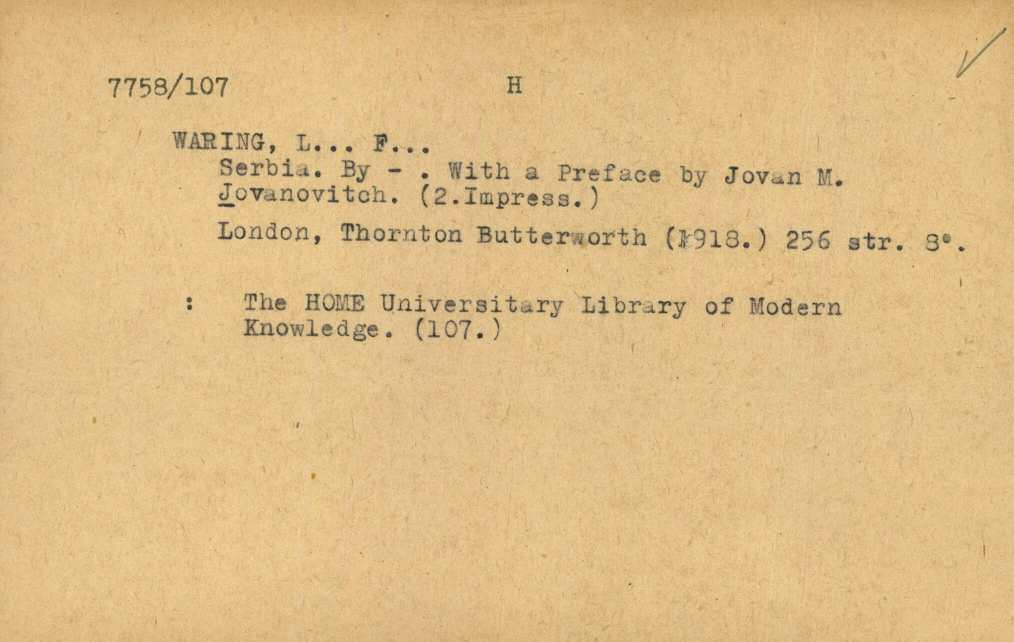 7758/107 H
WARING, L... F...
Serbia. By - . With a Preface by Jovan M.
Jovanovitch. (2.Impress.)
London, Thornton Butterworth (1918.) 256 str. 8°.
: The HOME Universitary Library of Modern
Knowledge. (107.)